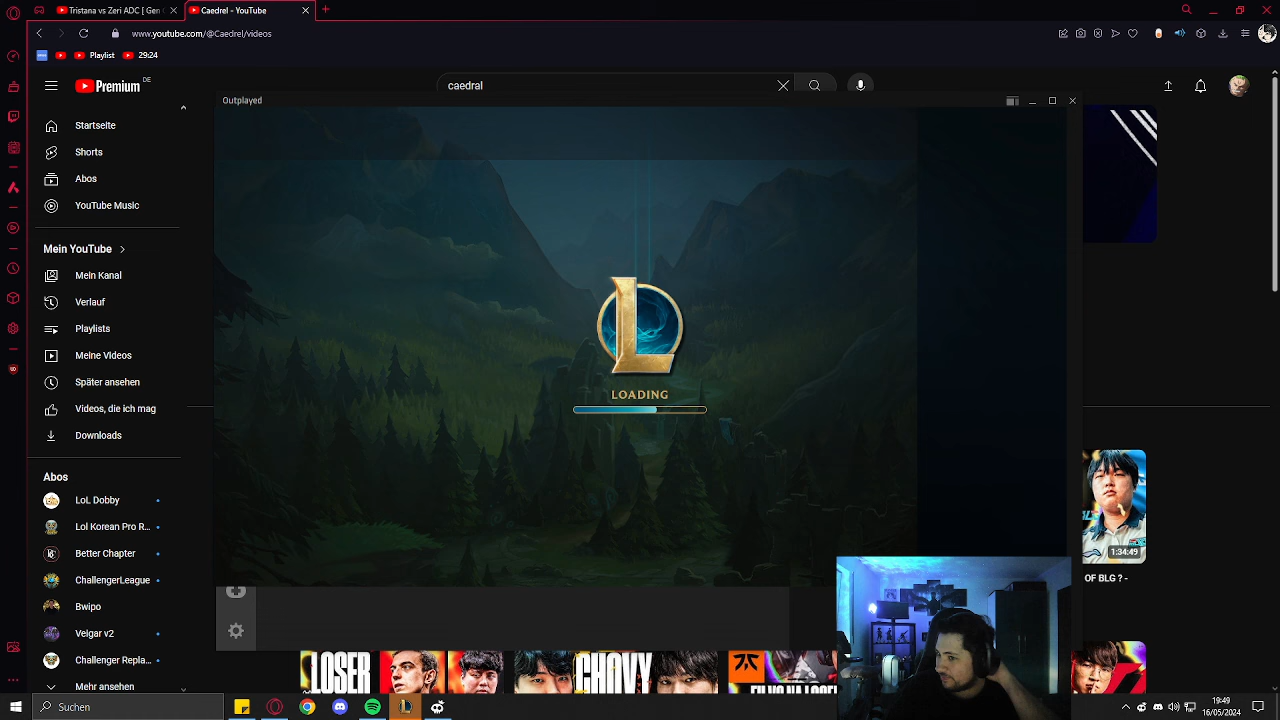 Tristana vs Zeri ADC [ Gen
Caedrel - YouTube
www.youtube.com/@Caedrel/videos
Playlist
29:24
Premium
DE
caedrel
Outplayed
Startseite
Shorts
Abos
YouTube Music
Mein YouTube
Mein Kanal
Verlauf
Playlists
Meine Videos
Später ansehen
Videos, die ich mag
Downloads
Abos
LoL Dobby
Lol Korean Pro R...
Better Chapter
ChallengerLeague
Bwipo
Velgar v2
Challenger Repla...
Mehr ansehen
LOADING
1:34:49
OF BLG ? -
LOSER
CHOVY
Suchen
19:49
16/05/2024